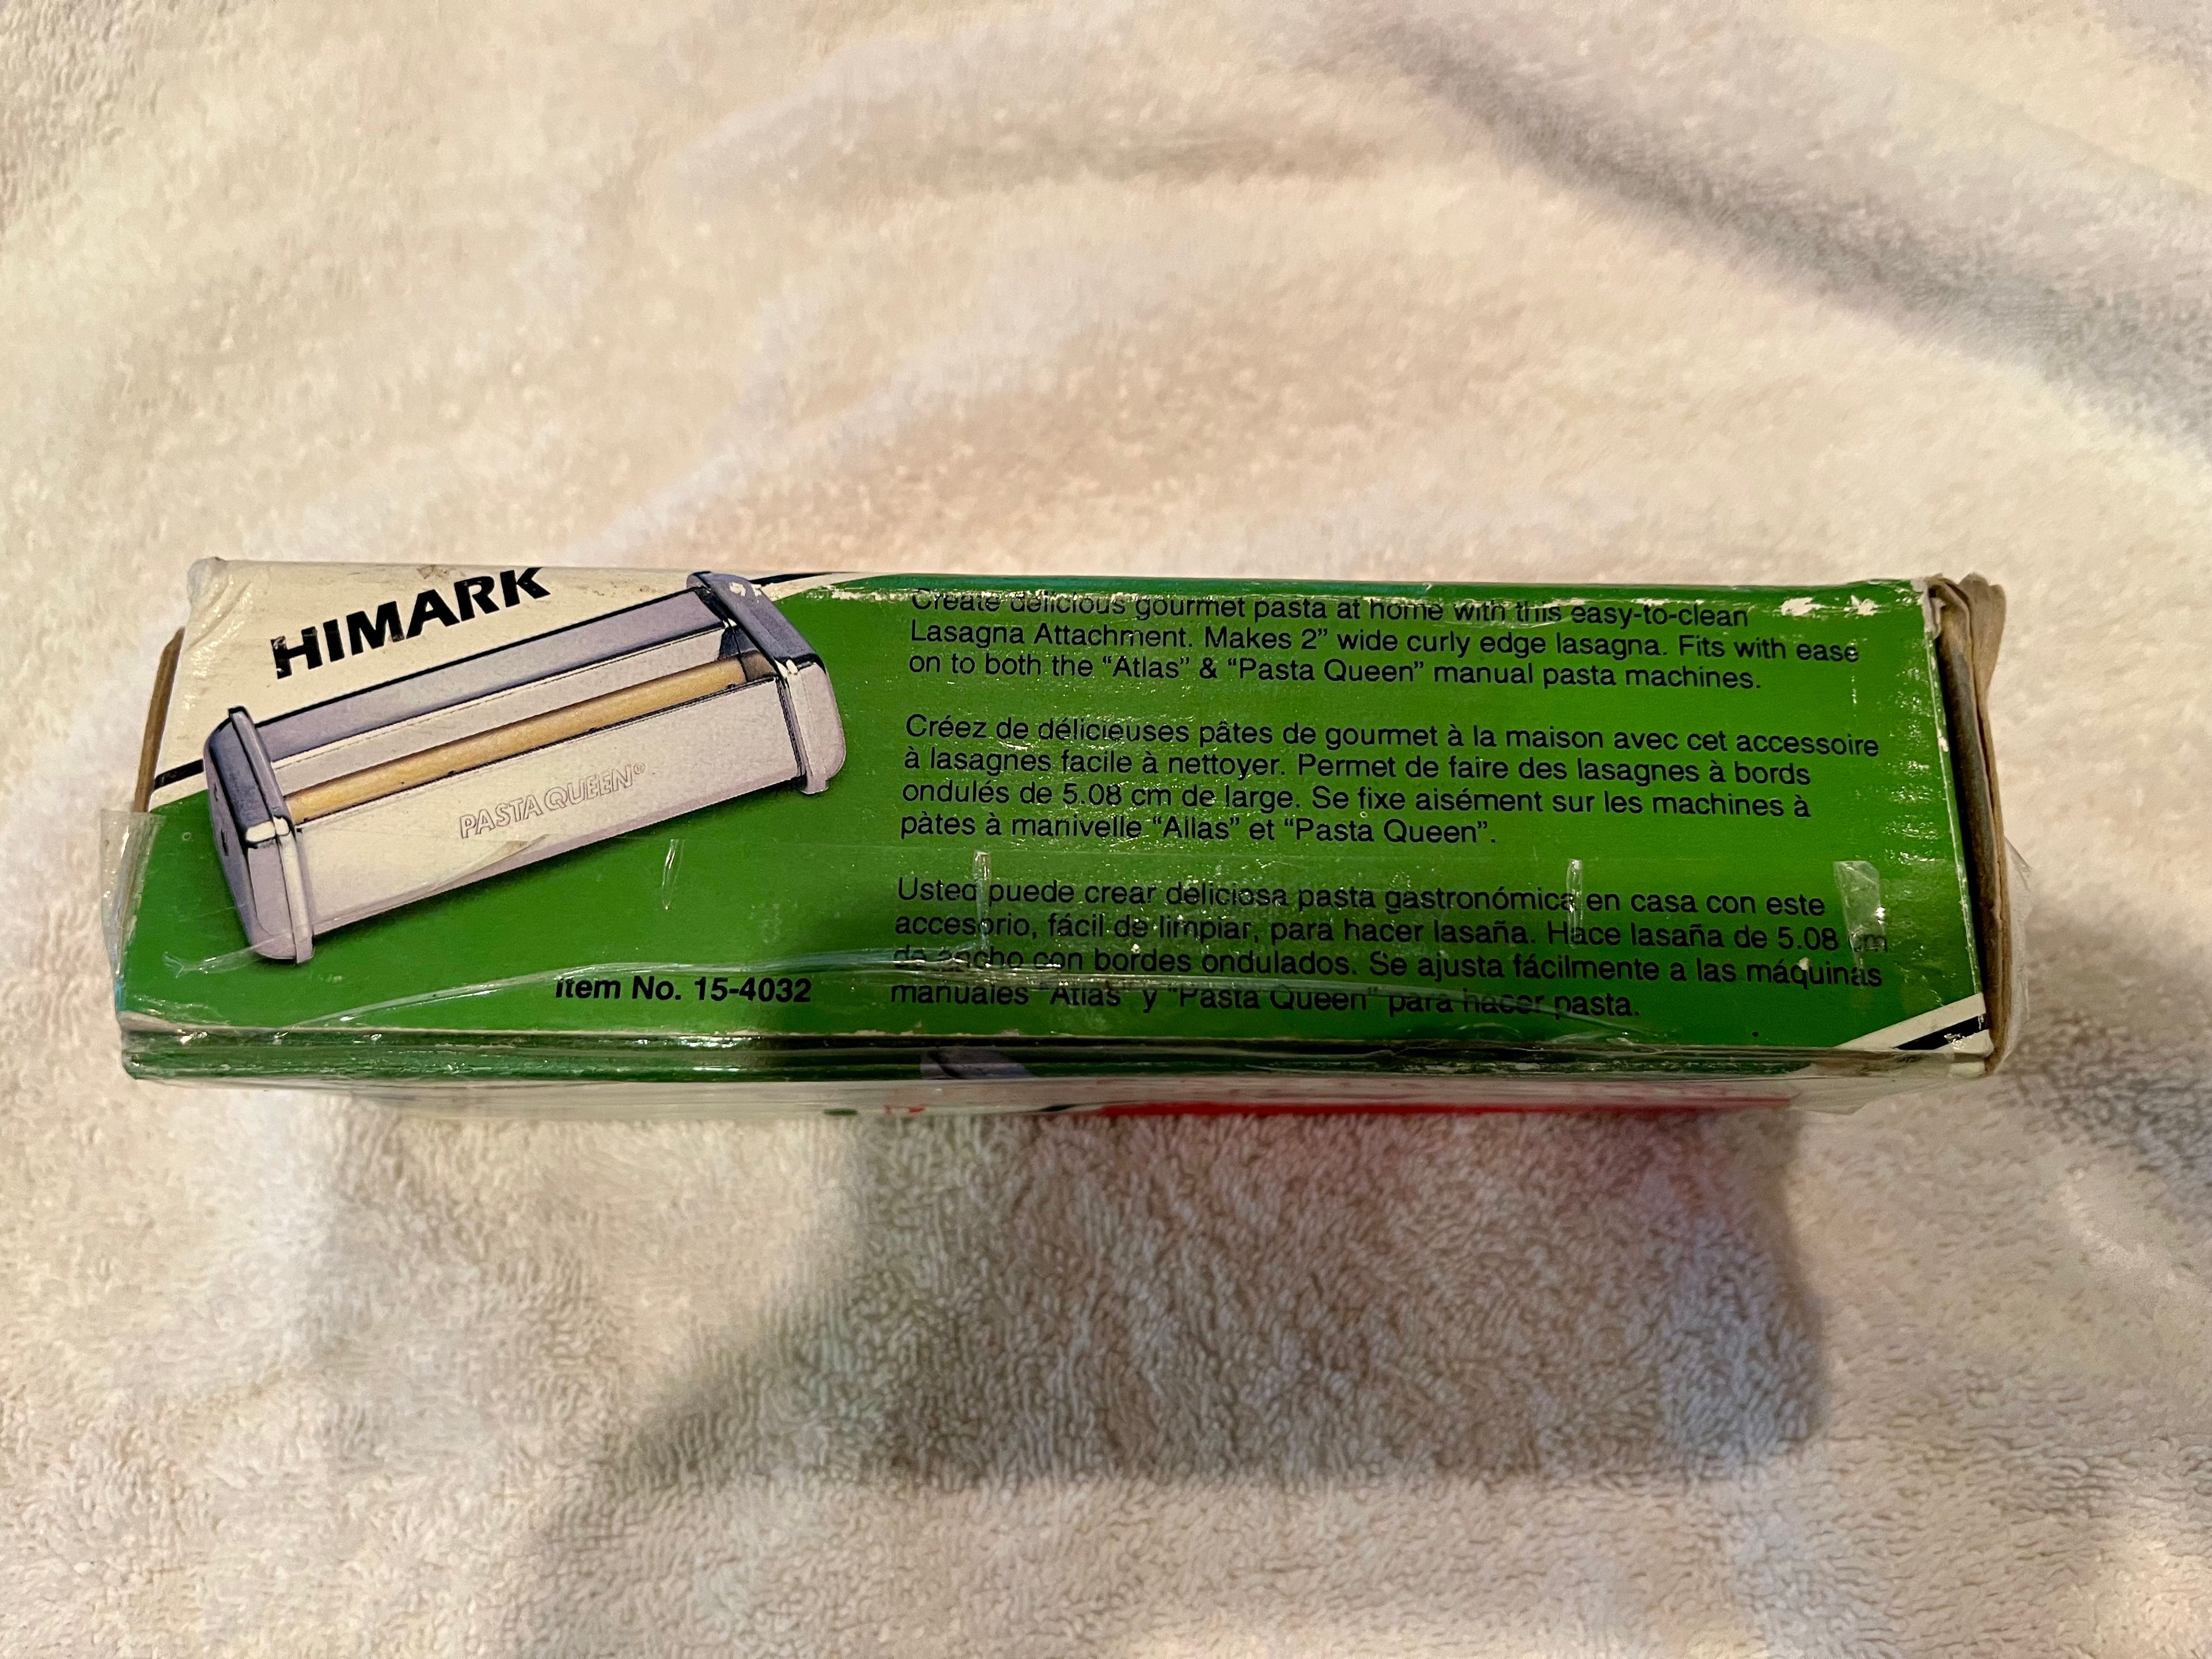 HIMARK
PASTA QUEEN®
Item No. 15-4032
Create delicious gourmet pasta at home with this easy-to-clean
Lasagna Attachment. Makes 2” wide curly edge lasagna. Fits with ease
on to both the “Atlas” & “Pasta Queen” manual pasta machines.
Créez de délicieuses pâtes de gourmet à la maison avec cet accessoire
à lasagnes facile à nettoyer. Permet de faire des lasagnes à bords
ondulés de 5.08 cm de large. Se fixe aisément sur les machines à
pàtes à manivelle “Allas” et “Pasta Queen”.
Usted puede crear deliciosa pasta gastronómica en casa con este
accesorio, fácil de limpiar, para hacer lasaña. Hace lasaña de 5.08 cm
de ancho con bordes ondulados. Se ajusta fácilmente a las máquinas
manuales “Atlas” y “Pasta Queen” para hacer pasta.